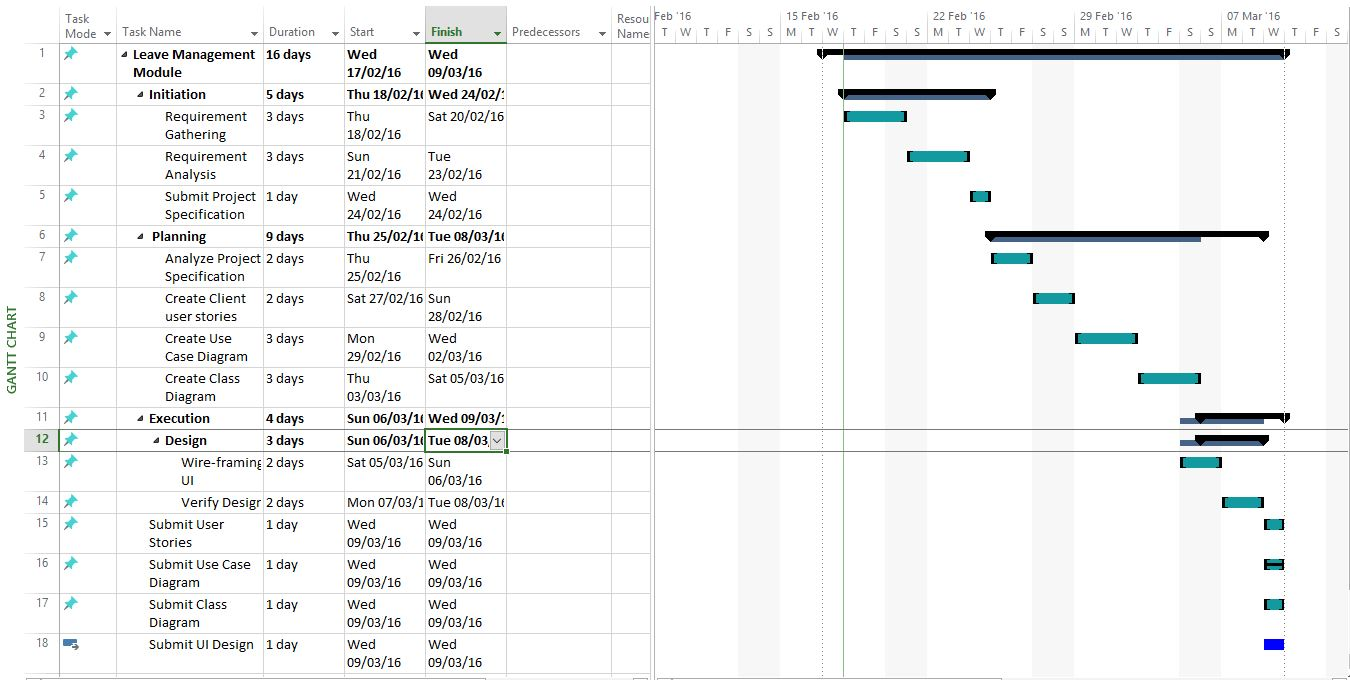 Task Mode Task Name Duration Start Finish Predecessors Resou Name
Feb '16 15 Feb '16 22 Feb '16 29 Feb '16 07 Mar '16
T W T F S S M T W T F S S M T W T F S S M T W T F S S M T W T F S
GANTT CHART
1 Leave Management Module 16 days Wed 17/02/16 Wed 09/03/16
2 Initiation 5 days Thu 18/02/1 Wed 24/02/
3 Requirement Gathering 3 days Thu 18/02/16 Sat 20/02/16
4 Requirement Analysis 3 days Sun 21/02/16 Tue 23/02/16
5 Submit Project Specification 1 day Wed 24/02/16 Wed 24/02/16
6 Planning 9 days Thu 25/02/1 Tue 08/03/1
7 Analyze Project Specification 2 days Thu 25/02/16 Fri 26/02/16
8 Create Client user stories 2 days Sat 27/02/16 Sun 28/02/16
9 Create Use Case Diagram 3 days Mon 29/02/16 Wed 02/03/16
10 Create Class Diagram 3 days Thu 03/03/16 Sat 05/03/16
11 Execution 4 days Sun 06/03/1 Wed 09/03/
12 Design 3 days Sun 06/03/1 Tue 08/03/
13 Wire-framing UI 2 days Sat 05/03/16 Sun 06/03/16
14 Verify Design 2 days Mon 07/03/1 Tue 08/03/1
15 Submit User Stories 1 day Wed 09/03/16 Wed 09/03/16
16 Submit Use Case Diagram 1 day Wed 09/03/16 Wed 09/03/16
17 Submit Class Diagram 1 day Wed 09/03/16 Wed 09/03/16
18 Submit UI Design 1 day Wed 09/03/16 Wed 09/03/16